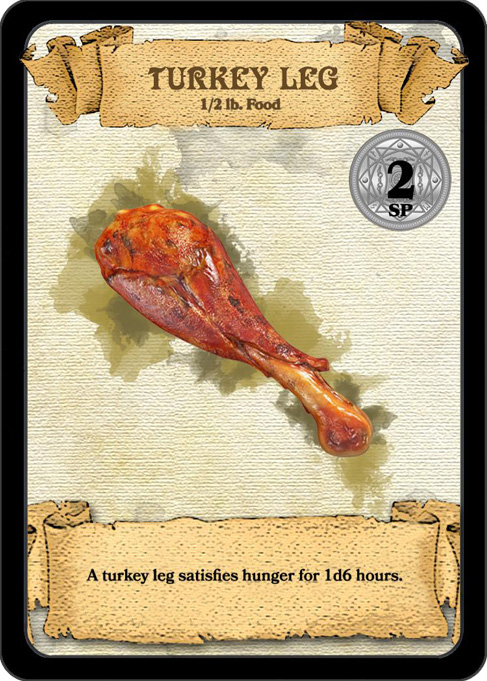 TURKEY LEG
1/2 lb. Food
2
SP
A turkey leg satisfies hunger for 1d6 hours.